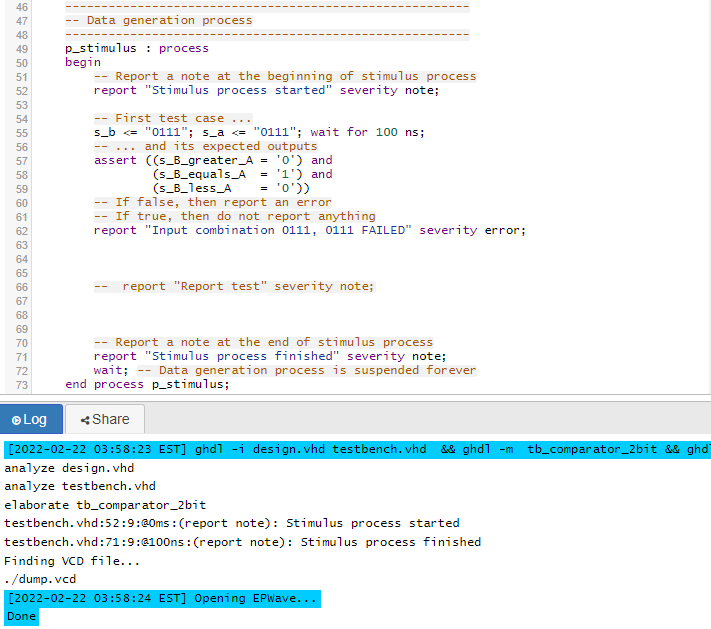 46 --------------------------------------------------------
47 -- Data generation process
48 --------------------------------------------------------
49 p_stimulus : process
50 begin
51 -- Report a note at the beginning of stimulus process
52 report "Stimulus process started" severity note;
53
54 -- First test case ...
55 s_b <= "0111"; s_a <= "0111"; wait for 100 ns;
56 -- ... and its expected outputs
57 assert ((s_B_greater_A = '0') and
58 (s_B_equals_A = '1') and
59 (s_B_less_A = '0'))
60 -- If false, then report an error
61 -- If true, then do not report anything
62 report "Input combination 0111, 0111 FAILED" severity error;
63
64
65
66 -- report "Report test" severity note;
67
68
69
70 -- Report a note at the end of stimulus process
71 report "Stimulus process finished" severity note;
72 wait; -- Data generation process is suspended forever
73 end process p_stimulus;
Log Share
[2022-02-22 03:58:23 EST] ghdl -i design.vhd testbench.vhd && ghdl -m tb_comparator_2bit && ghdl
analyze design.vhd
analyze testbench.vhd
elaborate tb_comparator_2bit
testbench.vhd:52:9:@0ms:(report note): Stimulus process started
testbench.vhd:71:9:@100ns:(report note): Stimulus process finished
Finding VCD file...
./dump.vcd
[2022-02-22 03:58:24 EST] Opening EPWave...
Done